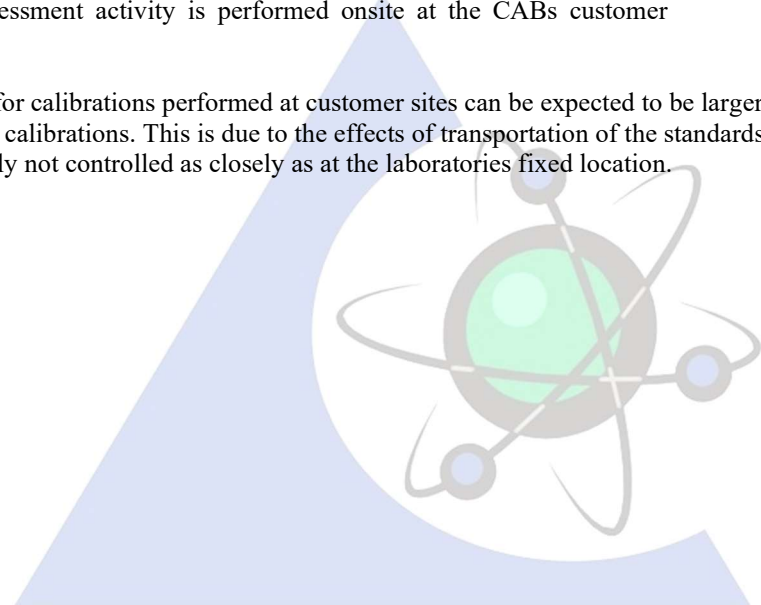 essment activity is performed onsite at the CABs customer
for calibrations performed at customer sites can be expected to be larger
calibrations. This is due to the effects of transportation of the standards
ly not controlled as closely as at the laboratories fixed location.